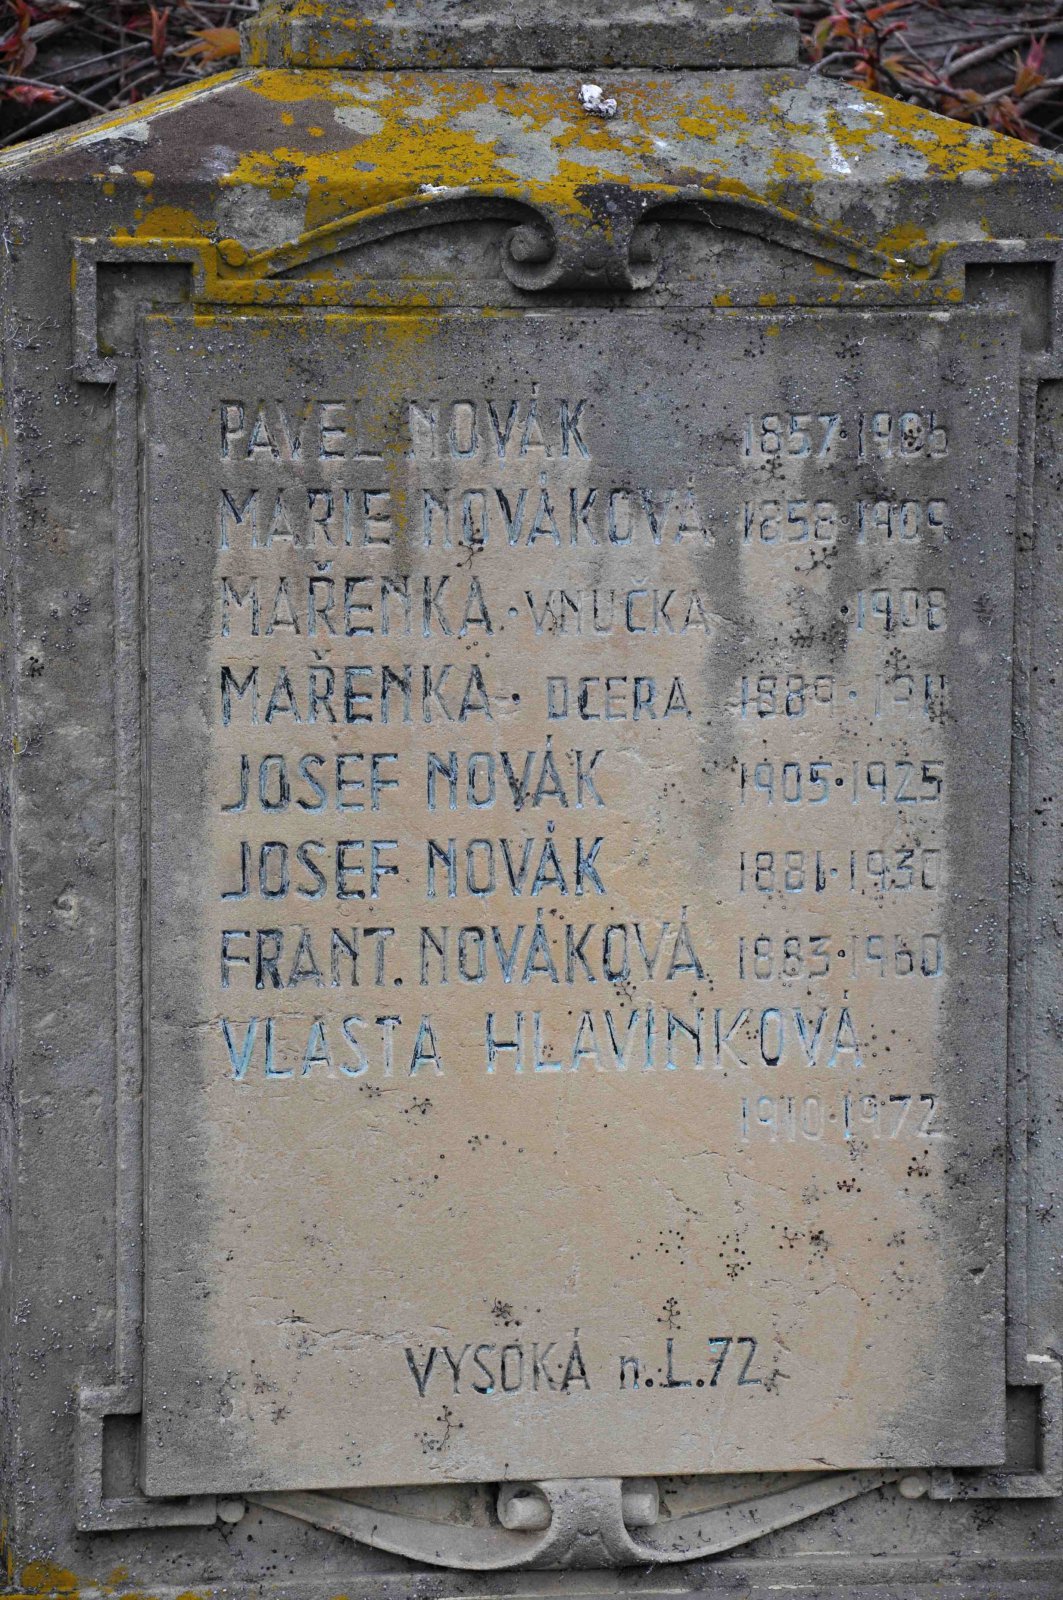 PAVEL NOVÁK 1857·1906
MARIE NOVÁKOVÁ 1858·1909
MAŘENKA·VNUČKA ·1908
MAŘENKA· DCERA 1889·1911
JOSEF NOVÁK 1905·1925
JOSEF NOVÁK 1881·1930
FRANT. NOVÁKOVÁ 1883·1960
VLASTA HLAVINKOVÁ
1910·1972
VYSOKÁ n.L.72